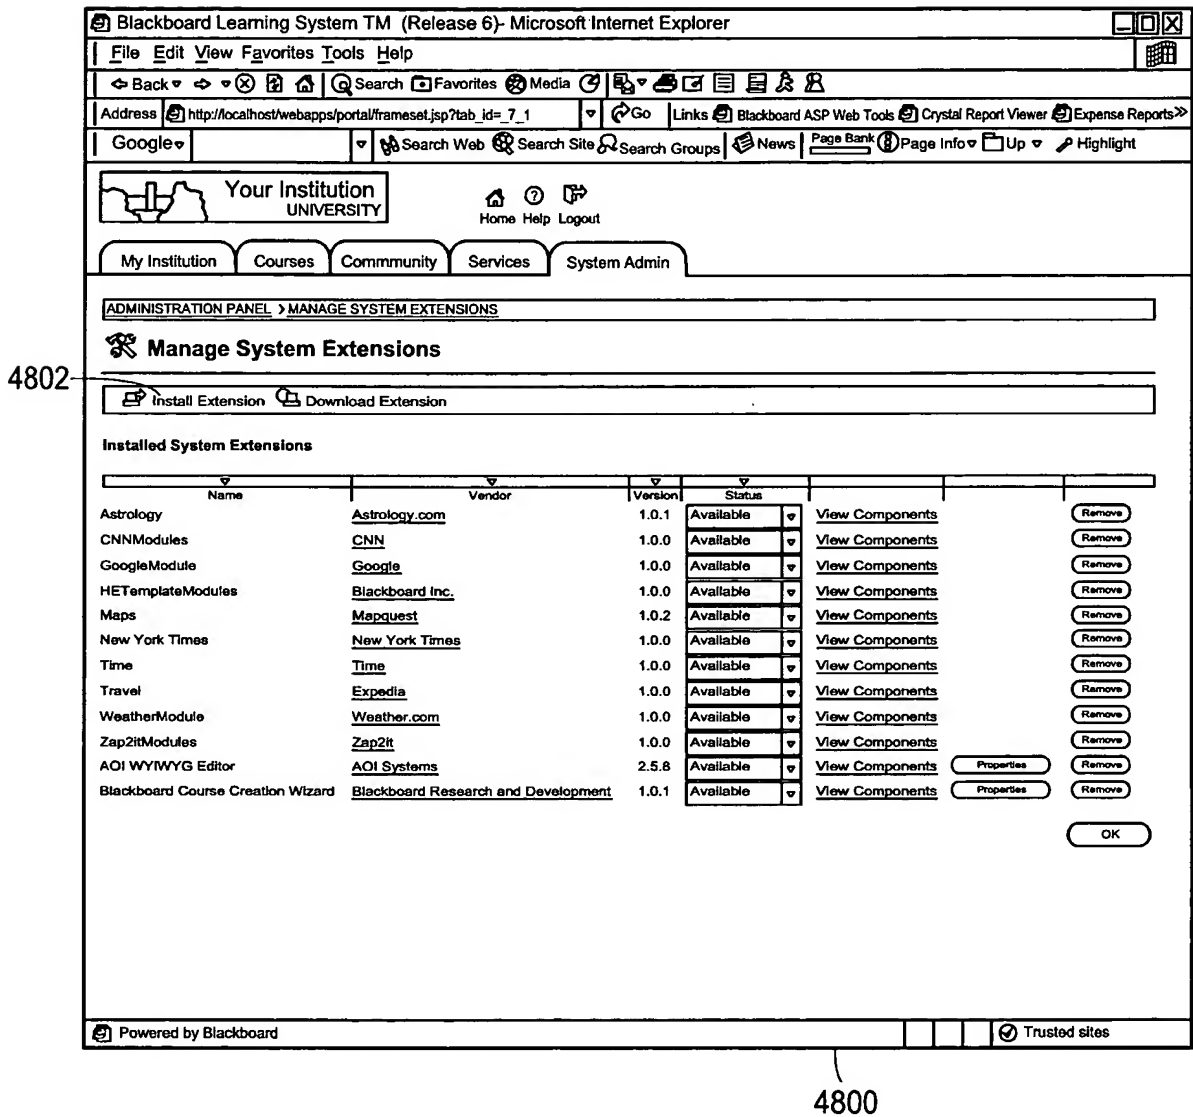 Blackboard Learning System TM (Release 6)- Microsoft Internet Explorer
File Edit View Favorites Tools Help
Back Search Favorites Media
Address http://localhost/webapps/portal/frameset.jsp?tab_id=_7_1 Go Links Blackboard ASP Web Tools Crystal Report Viewer Expense Reports»
Google Search Web Search Site Search Groups News Page Bank Page Info Up Highlight
Your Institution
UNIVERSITY
Home Help Logout
My Institution Courses Commmunity Services System Admin
ADMINISTRATION PANEL > MANAGE SYSTEM EXTENSIONS
Manage System Extensions
4802
Install Extension Download Extension
Installed System Extensions
Name Vendor Version Status
Astrology Astrology.com 1.0.1 Available View Components Remove
CNNModules CNN 1.0.0 Available View Components Remove
GoogleModule Google 1.0.0 Available View Components Remove
HETemplateModules Blackboard Inc. 1.0.0 Available View Components Remove
Maps Mapquest 1.0.2 Available View Components Remove
New York Times New York Times 1.0.0 Available View Components Remove
Time Time 1.0.0 Available View Components Remove
Travel Expedia 1.0.0 Available View Components Remove
WeatherModule Weather.com 1.0.0 Available View Components Remove
Zap2itModules Zap2it 1.0.0 Available View Components Remove
AOI WYIWYG Editor AOI Systems 2.5.8 Available View Components Properties Remove
Blackboard Course Creation Wizard Blackboard Research and Development 1.0.1 Available View Components Properties Remove
OK
Powered by Blackboard Trusted sites
4800